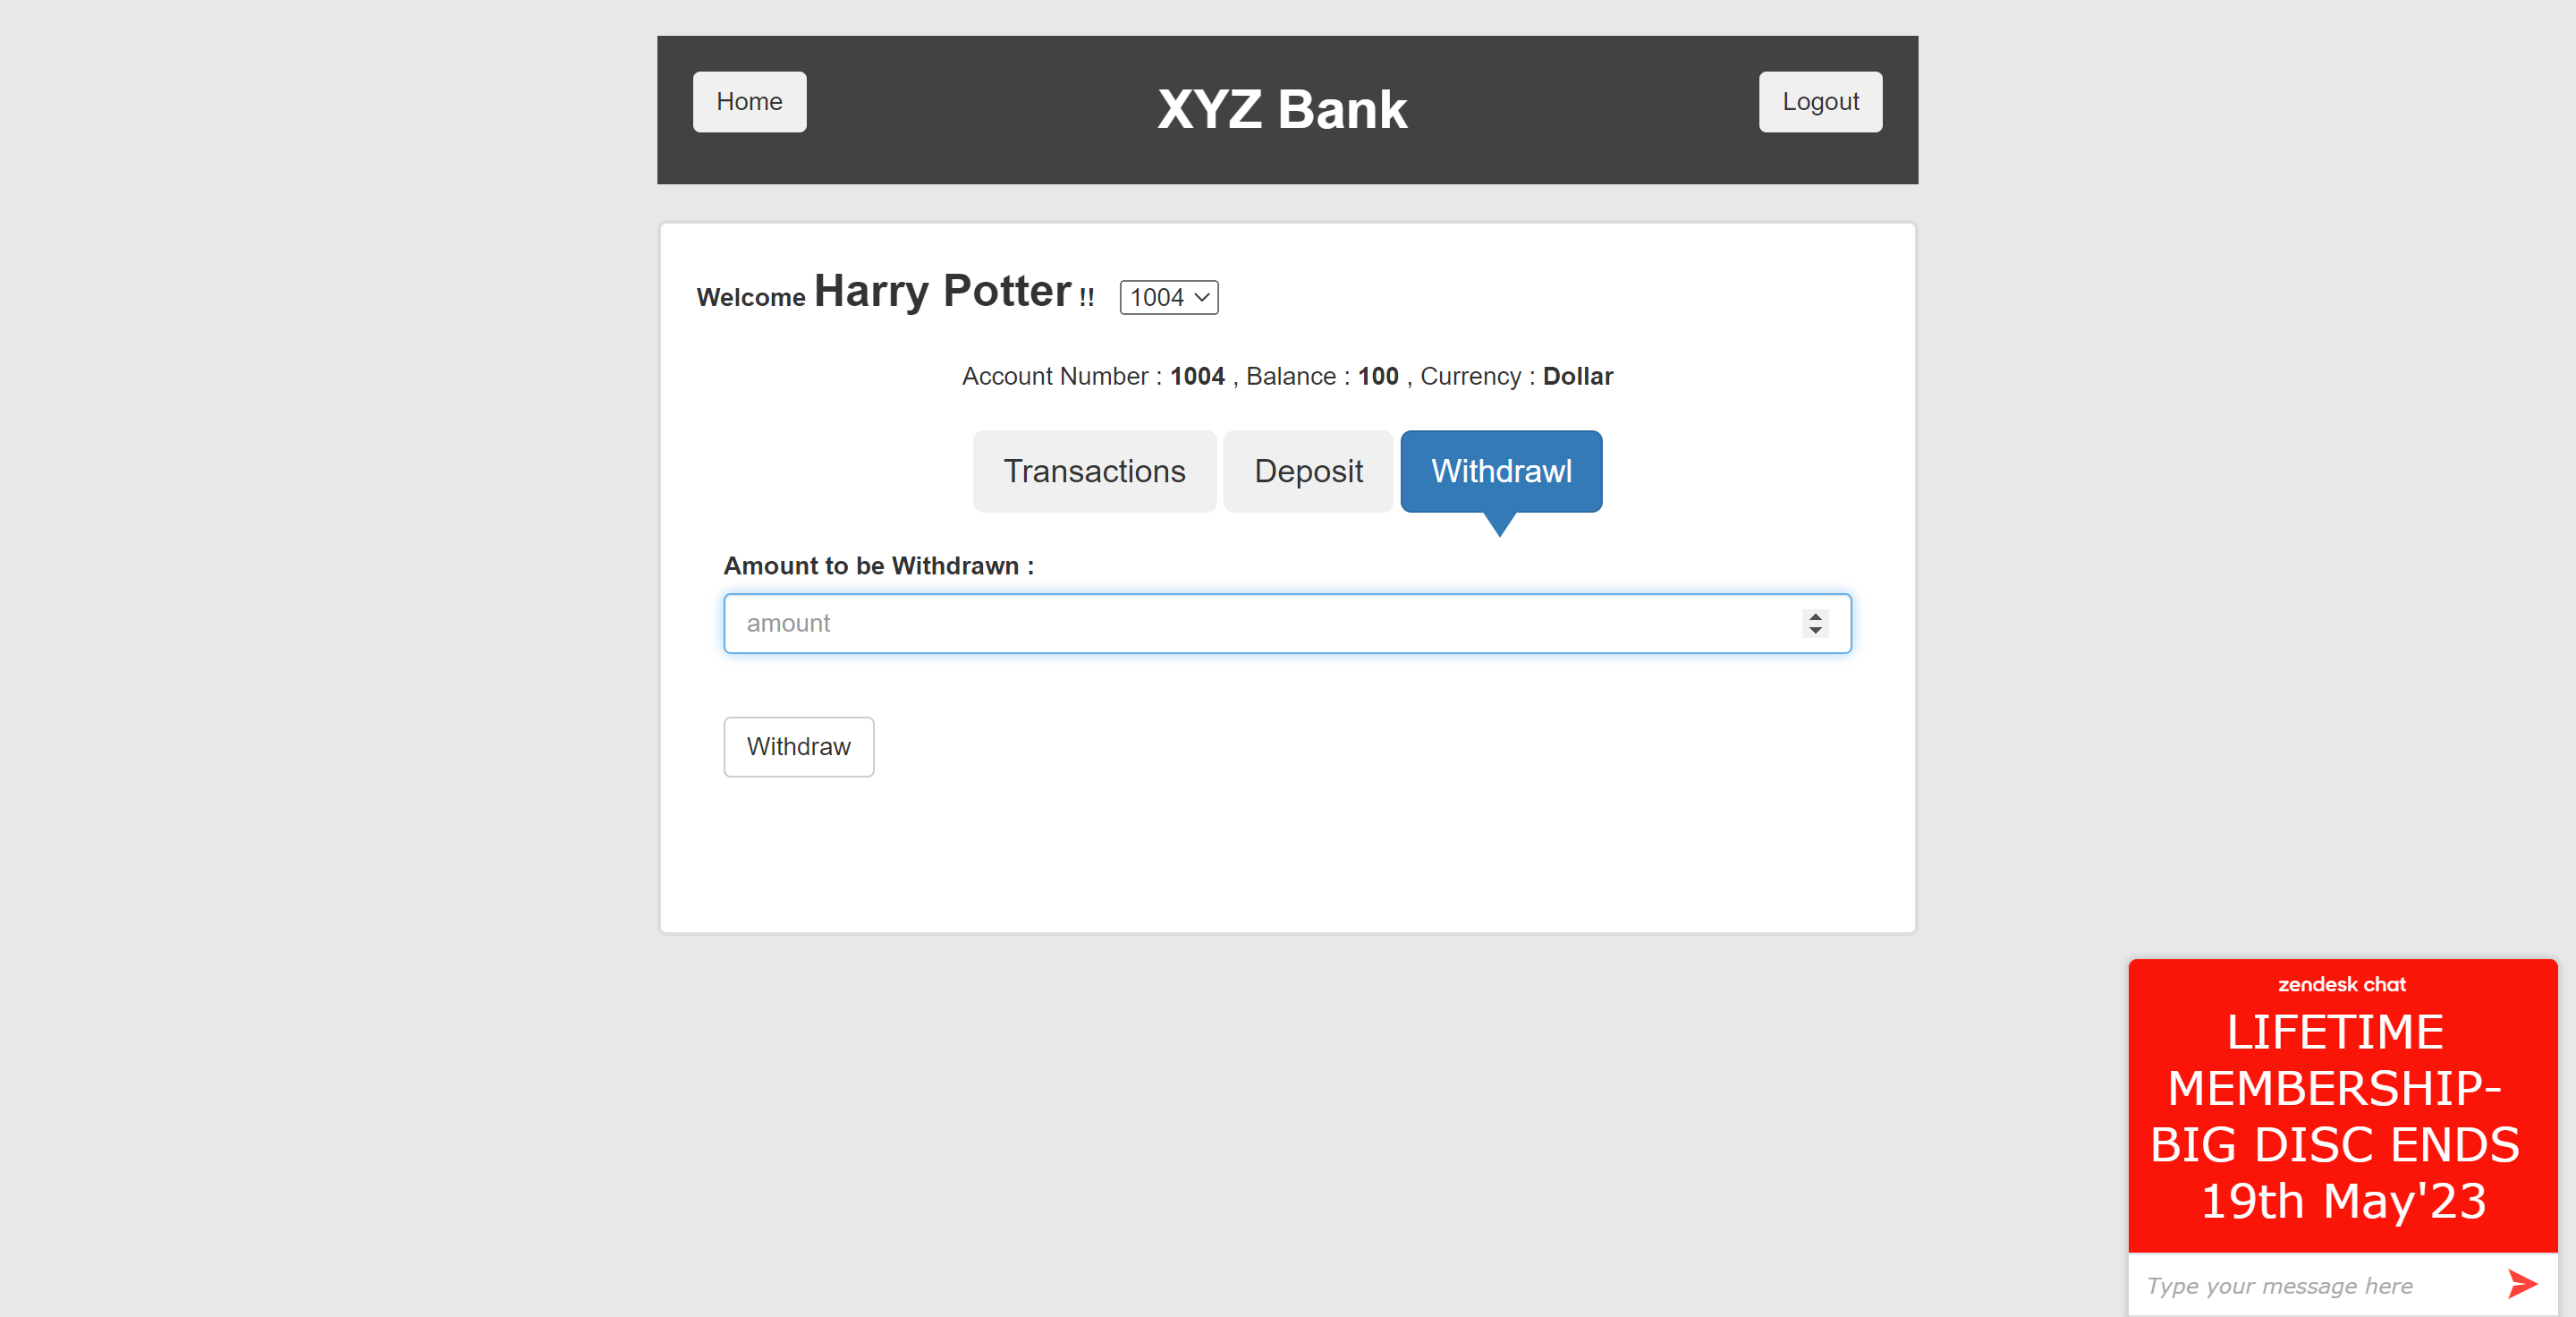 Home
XYZ Bank
Logout
Welcome Harry Potter !! 1004
Account Number : 1004 , Balance : 100 , Currency : Dollar
Transactions
Deposit
Withdrawl
Amount to be Withdrawn :
amount
Withdraw
zendesk chat
LIFETIME
MEMBERSHIP-
BIG DISC ENDS
19th May'23
Type your message here